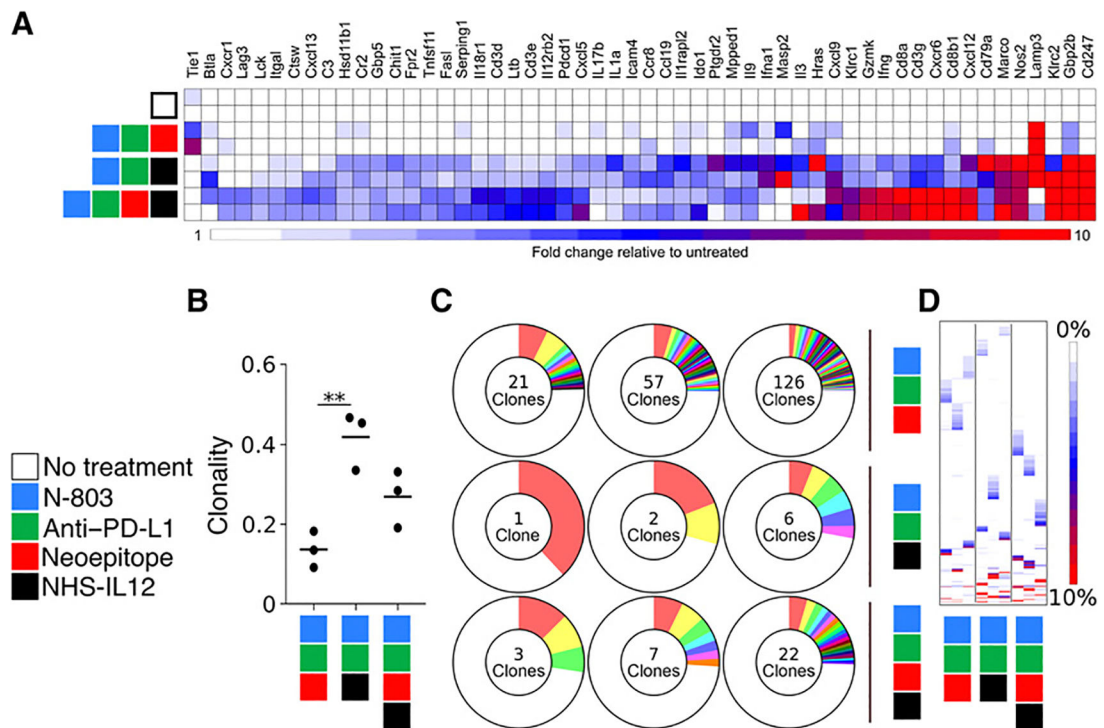 A
Tie1
Btla
Cxcr1
Lag3
Lck
Itgal
Ctsw
Cxcl13
C3
Hsd11b1
Cr2
Gbp5
Chit1
Fpr2
Tnfsf11
Fasl
Serping1
Il18r1
Cd3d
Ltb
Cd3e
Il12rb2
Pdcd1
Cxcl5
IL17b
IL1a
Icam4
Ccr8
Ccl19
Il1rapl2
Ido1
Ptgdr2
Mpped1
Il9
Ifna1
Masp2
Il3
Hras
Cxcl9
Klrc1
Gzmk
Ifng
Cd8a
Cd3g
Cxcr6
Cd8b1
Cxcl12
Cd79a
Marco
Nos2
Lamp3
Klrc2
Gbp2b
Cd247
1
10
Fold change relative to untreated
B
C
D
0.6
0.4
0.2
0
Clonality
**
No treatment
N-803
Anti–PD-L1
Neoepitope
NHS-IL12
21
Clones
57
Clones
126
Clones
1
Clone
2
Clones
6
Clones
3
Clones
7
Clones
22
Clones
0%
10%